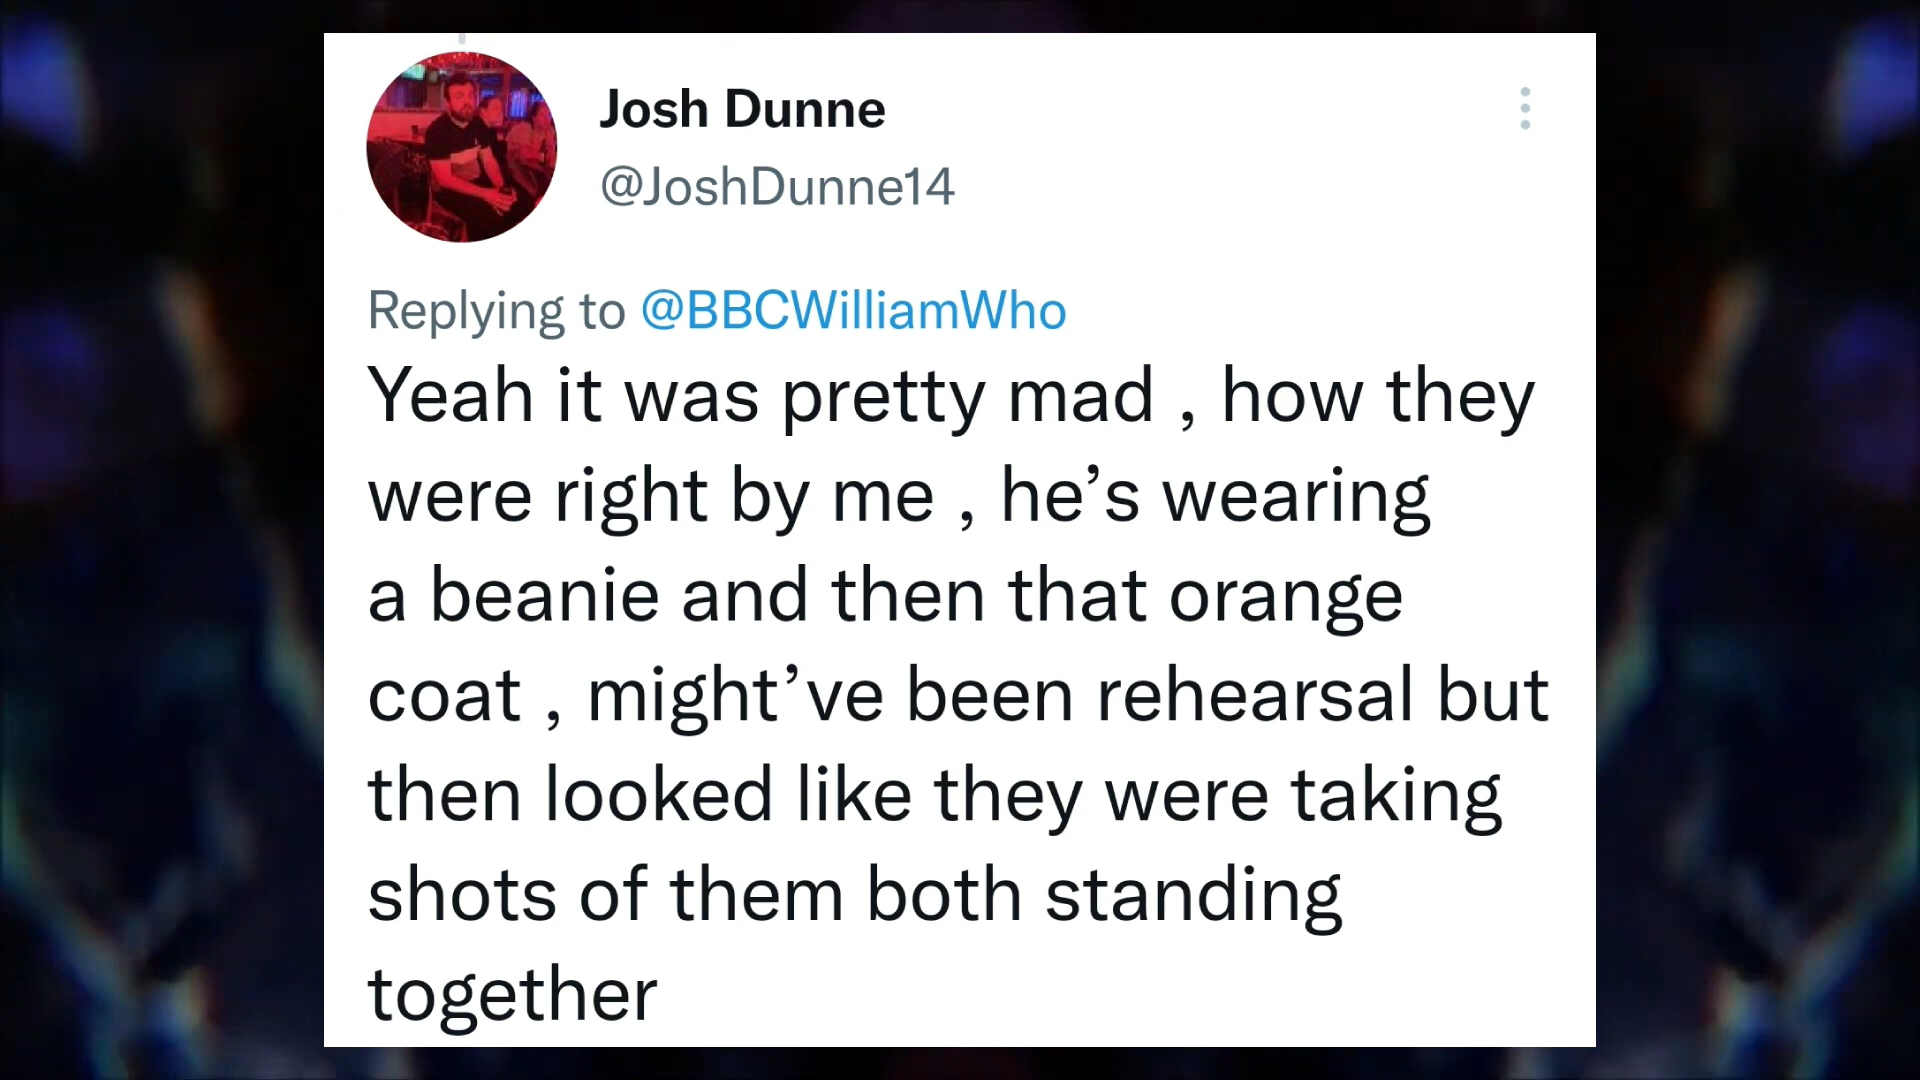 Josh Dunne
@JoshDunne14
Replying to @BBCWilliamWho
Yeah it was pretty mad , how they
were right by me , he’s wearing
a beanie and then that orange
coat , might’ve been rehearsal but
then looked like they were taking
shots of them both standing
together